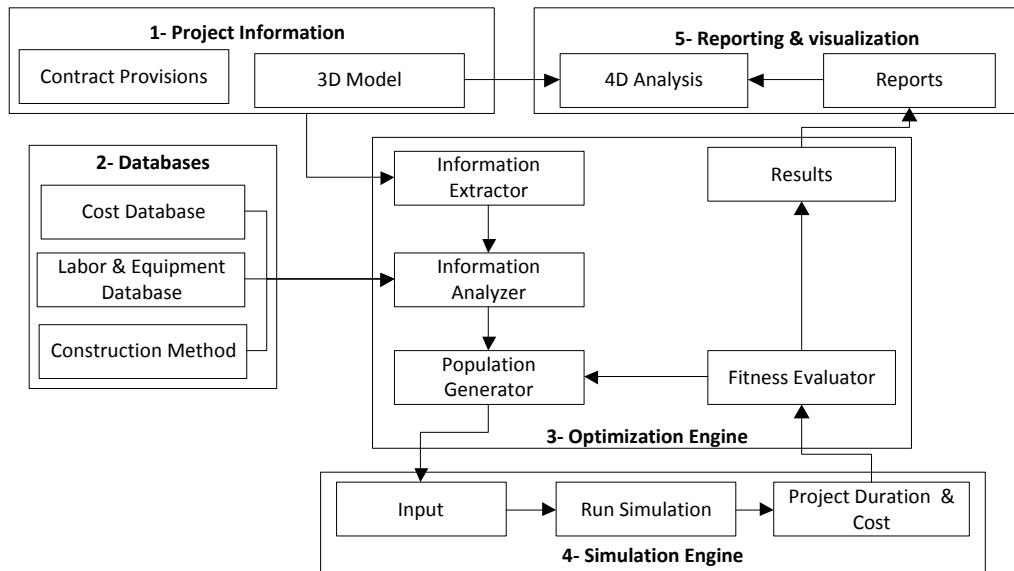 1- Project Information
Contract Provisions
3D Model
5- Reporting & visualization
4D Analysis
Reports
2- Databases
Cost Database
Labor & Equipment
Database
Construction Method
Information
Extractor
Results
Information
Analyzer
Population
Generator
Fitness Evaluator
3- Optimization Engine
Input
Run Simulation
Project Duration &
Cost
4- Simulation Engine